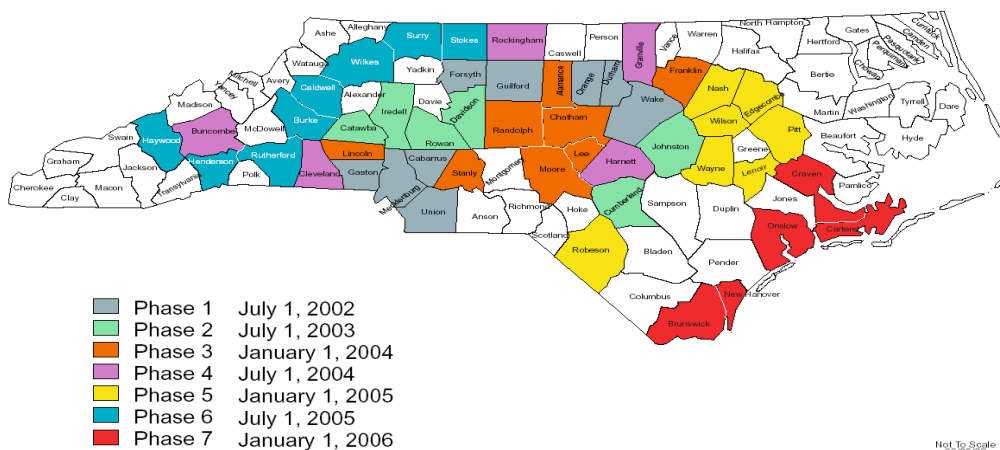 Alleghany
Ashe
Surry
Stokes
Rockingham
Caswell
Person
Granville
Vance
Warren
North Hampton
Halifax
Hertford
Gates
Currituck
Camden
Pasquotank
Perquimans
Chowan
Bertie
Watauga
Wilkes
Yadkin
Forsyth
Guilford
Alamance
Orange
Durham
Franklin
Nash
Edgecombe
Martin
Washington
Tyrrell
Dare
Mitchell
Avery
Yancey
Caldwell
Alexander
Iredell
Davie
Davidson
Randolph
Chatham
Wake
Wilson
Pitt
Beaufort
Hyde
Madison
Buncombe
McDowell
Burke
Catawba
Rowan
Johnston
Greene
Swain
Haywood
Henderson
Rutherford
Lincoln
Cabarrus
Stanly
Montgomery
Moore
Lee
Harnett
Wayne
Lenoir
Craven
Pamlico
Graham
Jackson
Transylvania
Polk
Cleveland
Gaston
Mecklenburg
Union
Anson
Richmond
Hoke
Scotland
Cumberland
Sampson
Duplin
Jones
Cherokee
Clay
Macon
Robeson
Bladen
Pender
Onslow
Carteret
Columbus
Brunswick
New Hanover
Phase 1 July 1, 2002
Phase 2 July 1, 2003
Phase 3 January 1, 2004
Phase 4 July 1, 2004
Phase 5 January 1, 2005
Phase 6 July 1, 2005
Phase 7 January 1, 2006
Not To Scale